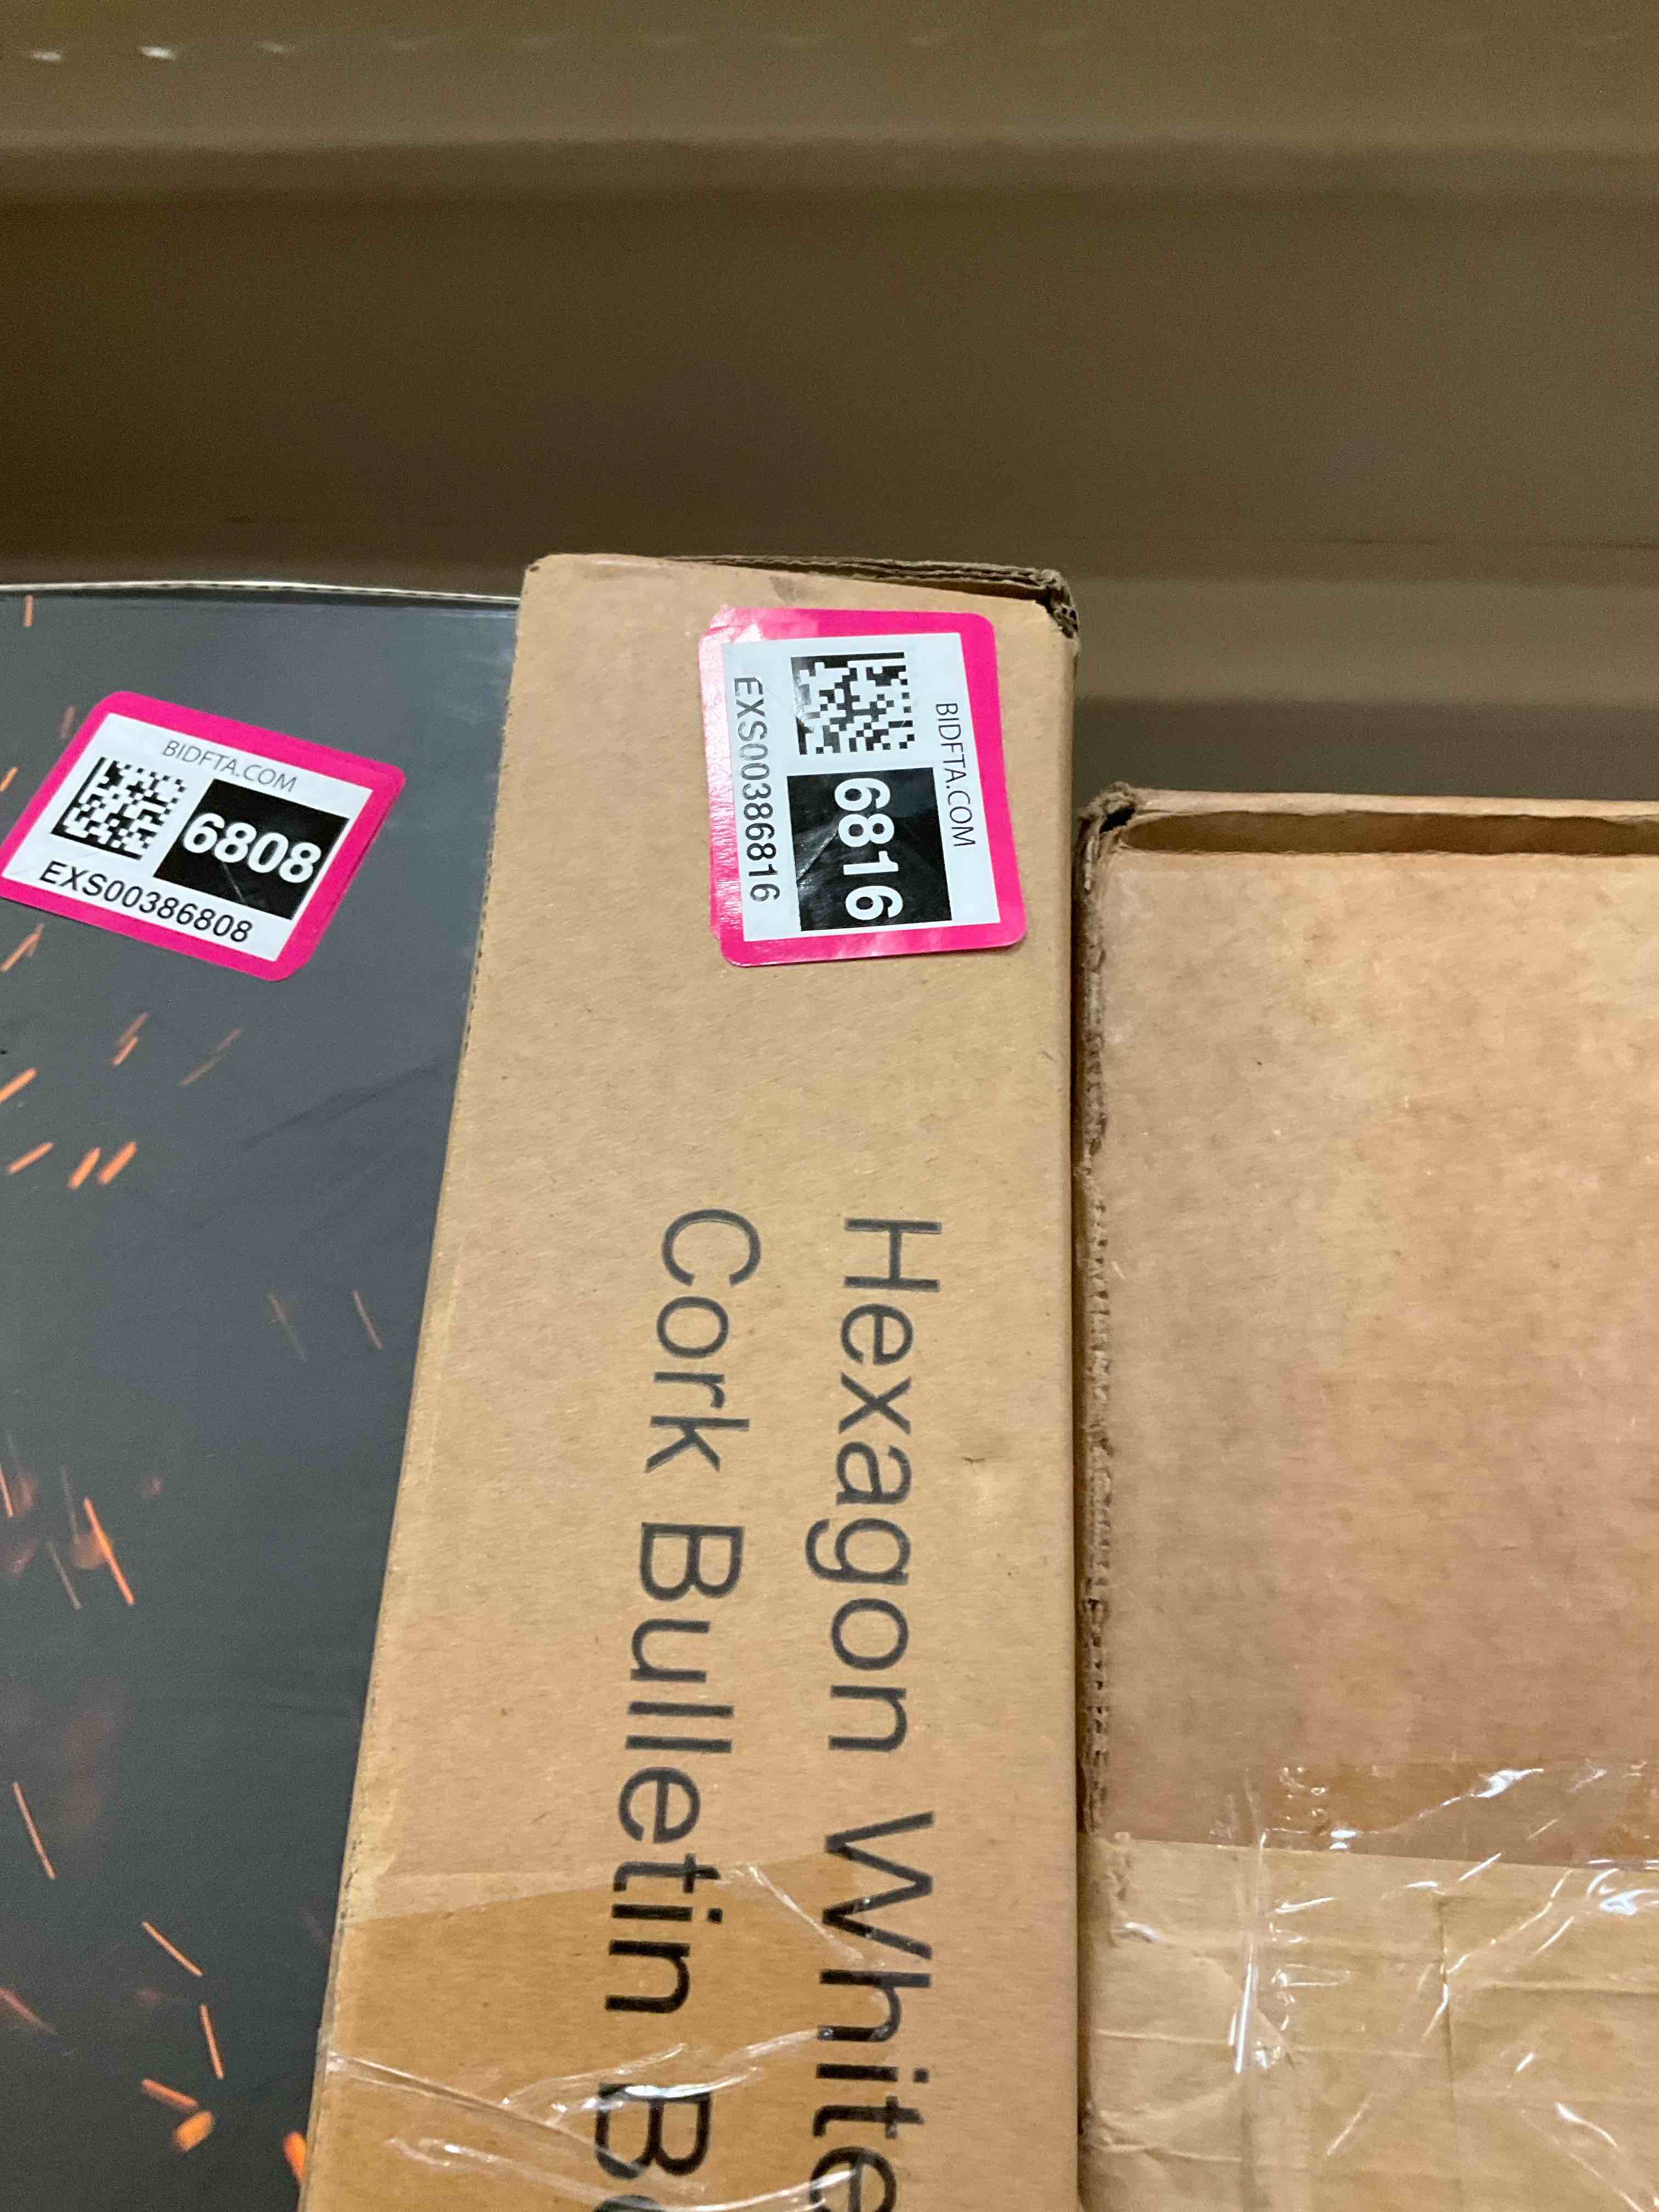 BIDFTA.COM
6808
EXS00386808
BIDFTA.COM
6816
EXS00386816
Hexagon White
Cork Bulletin